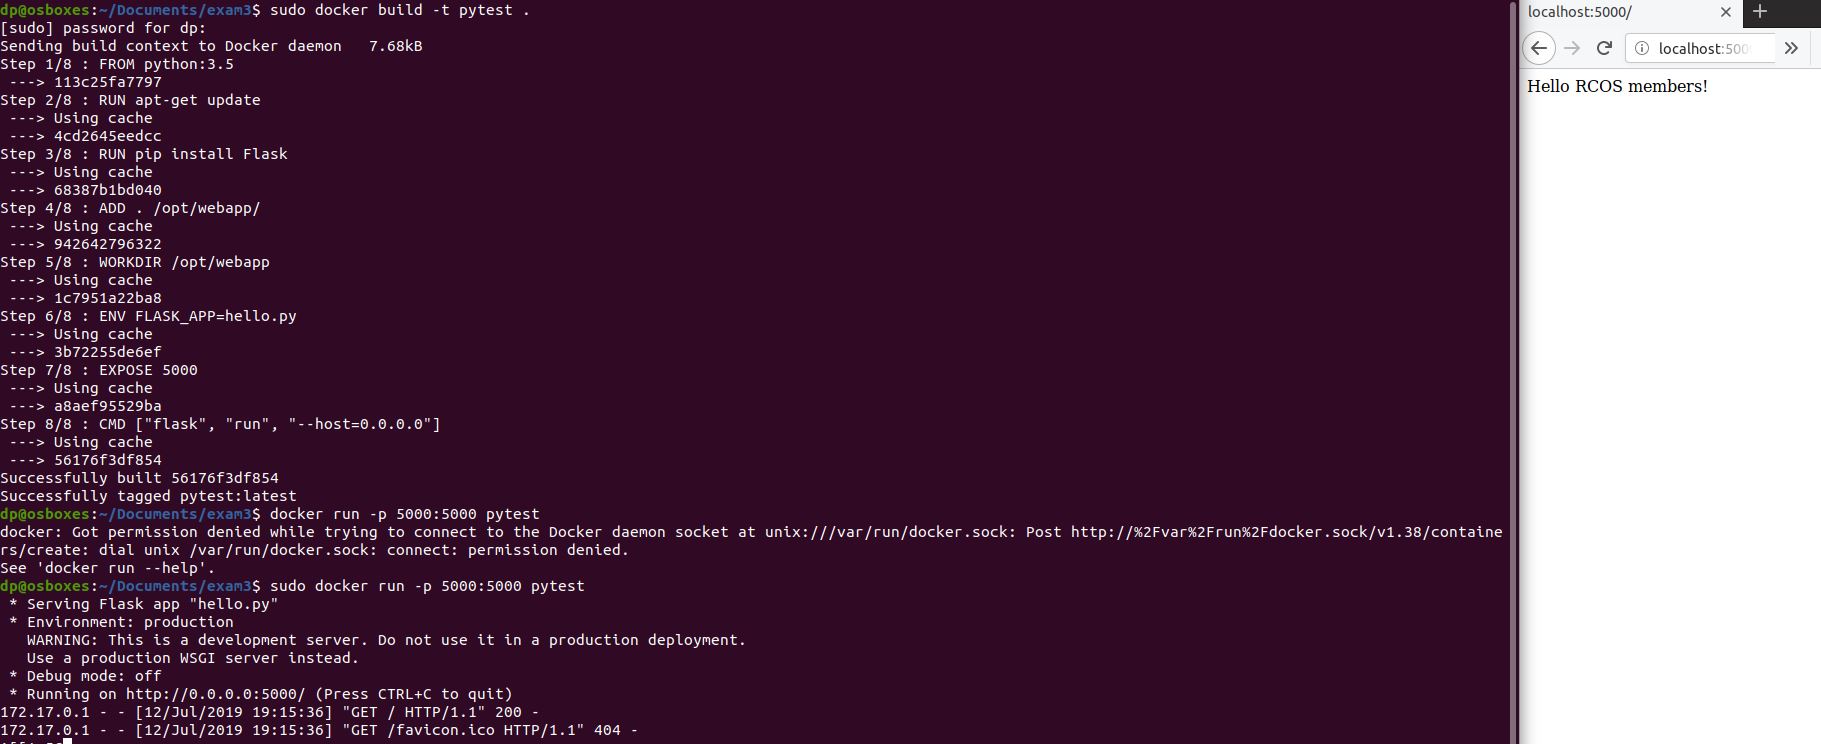 dp@osboxes:~/Documents/exam3$ sudo docker build -t pytest .
[sudo] password for dp:
Sending build context to Docker daemon   7.68kB
Step 1/8 : FROM python:3.5
 ---> 113c25fa7797
Step 2/8 : RUN apt-get update
 ---> Using cache
 ---> 4cd2645eedcc
Step 3/8 : RUN pip install Flask
 ---> Using cache
 ---> 68387b1bd040
Step 4/8 : ADD . /opt/webapp/
 ---> Using cache
 ---> 942642796322
Step 5/8 : WORKDIR /opt/webapp
 ---> Using cache
 ---> 1c7951a22ba8
Step 6/8 : ENV FLASK_APP=hello.py
 ---> Using cache
 ---> 3b72255de6ef
Step 7/8 : EXPOSE 5000
 ---> Using cache
 ---> a8aef95529ba
Step 8/8 : CMD ["flask", "run", "--host=0.0.0.0"]
 ---> Using cache
 ---> 56176f3df854
Successfully built 56176f3df854
Successfully tagged pytest:latest
dp@osboxes:~/Documents/exam3$ docker run -p 5000:5000 pytest
docker: Got permission denied while trying to connect to the Docker daemon socket at unix:///var/run/docker.sock: Post http://%2Fvar%2Frun%2Fdocker.sock/v1.38/containe
rs/create: dial unix /var/run/docker.sock: connect: permission denied.
See 'docker run --help'.
dp@osboxes:~/Documents/exam3$ sudo docker run -p 5000:5000 pytest
 * Serving Flask app "hello.py"
 * Environment: production
   WARNING: This is a development server. Do not use it in a production deployment.
   Use a production WSGI server instead.
 * Debug mode: off
 * Running on http://0.0.0.0:5000/ (Press CTRL+C to quit)
172.17.0.1 - - [12/Jul/2019 19:15:36] "GET / HTTP/1.1" 200 -
172.17.0.1 - - [12/Jul/2019 19:15:36] "GET /favicon.ico HTTP/1.1" 404 -
localhost:5000/
localhost:500
Hello RCOS members!